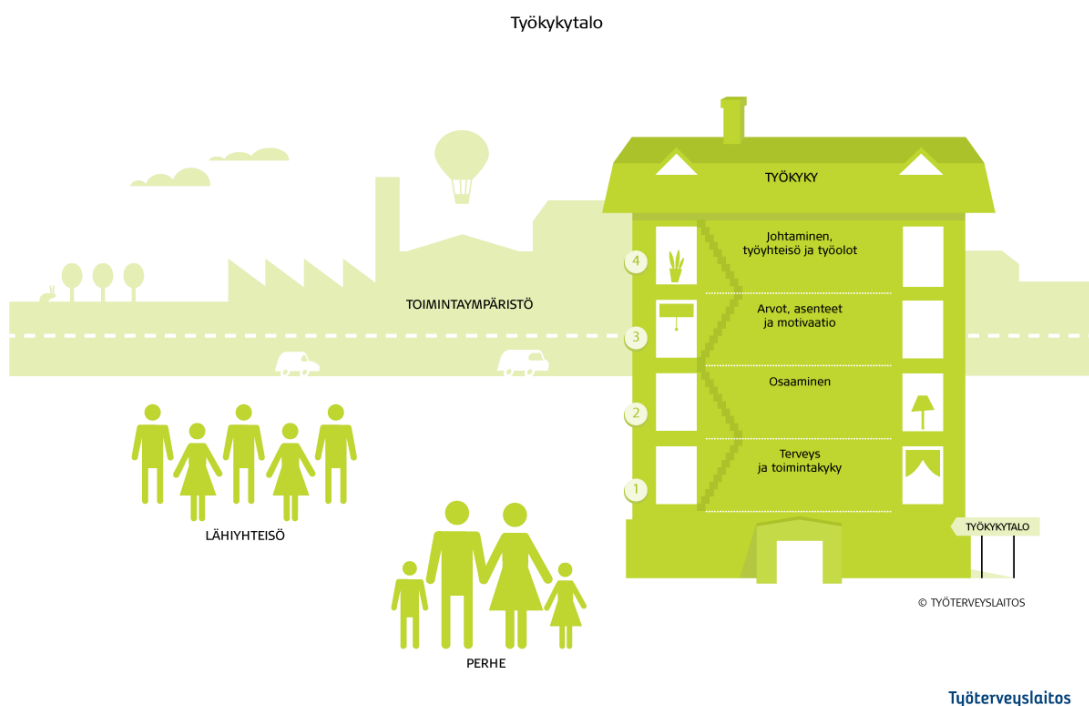 Työkykytalo
TYÖKYKY
4
Johtaminen,
työyhteisö ja työolot
TOIMINTAYMPÄRISTÖ
3
Arvot, asenteet
ja motivaatio
2
Osaaminen
1
Terveys
ja toimintakyky
LÄHIYHTEISÖ
TYÖKYKYTALO
© TYÖTERVEYSLAITOS
PERHE
Työterveyslaitos